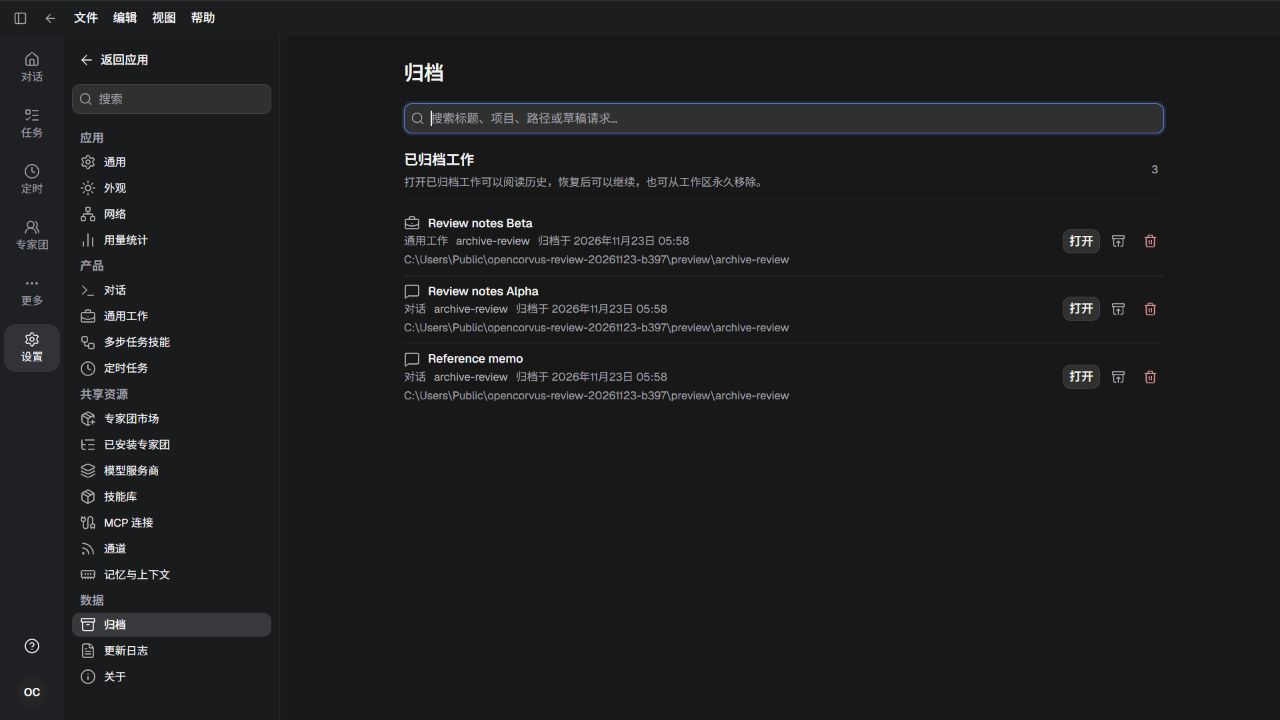 文件 编辑 视图 帮助
对话
任务
定时
专家团
更多
设置
OC
返回应用
搜索
应用
通用
外观
网络
用量统计
产品
对话
通用工作
多步任务技能
定时任务
共享资源
专家团市场
已安装专家团
模型服务商
技能库
MCP 连接
通道
记忆与上下文
数据
归档
更新日志
关于
归档
搜索标题、项目、路径或草稿请求...
已归档工作
打开已归档工作可以阅读历史，恢复后可以继续，也可从工作区永久移除。
3
Review notes Beta
通用工作 archive-review 归档于 2026年11月23日 05:58
C:\Users\Public\opencorvus-review-20261123-b397\preview\archive-review
打开
Review notes Alpha
对话 archive-review 归档于 2026年11月23日 05:58
C:\Users\Public\opencorvus-review-20261123-b397\preview\archive-review
打开
Reference memo
对话 archive-review 归档于 2026年11月23日 05:58
C:\Users\Public\opencorvus-review-20261123-b397\preview\archive-review
打开